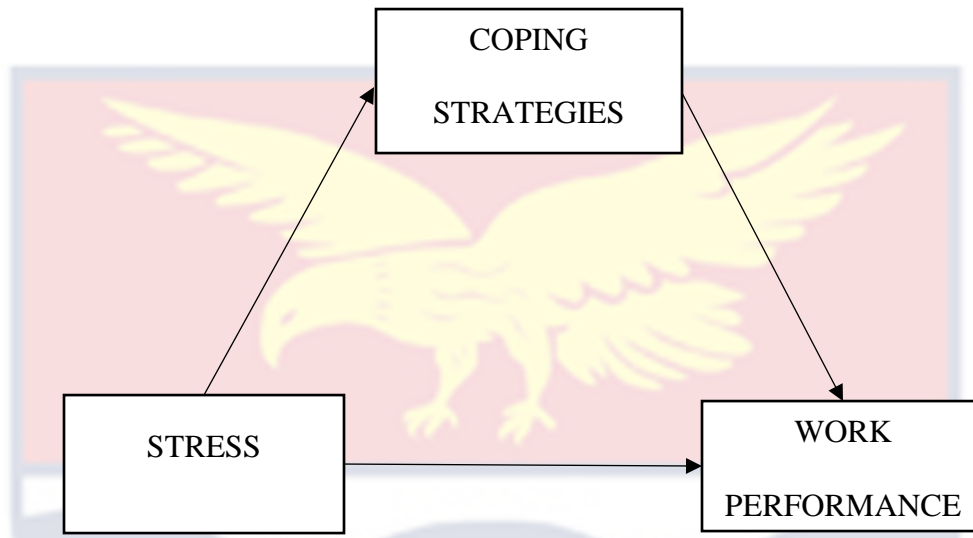 COPING
STRATEGIES
STRESS
WORK
PERFORMANCE